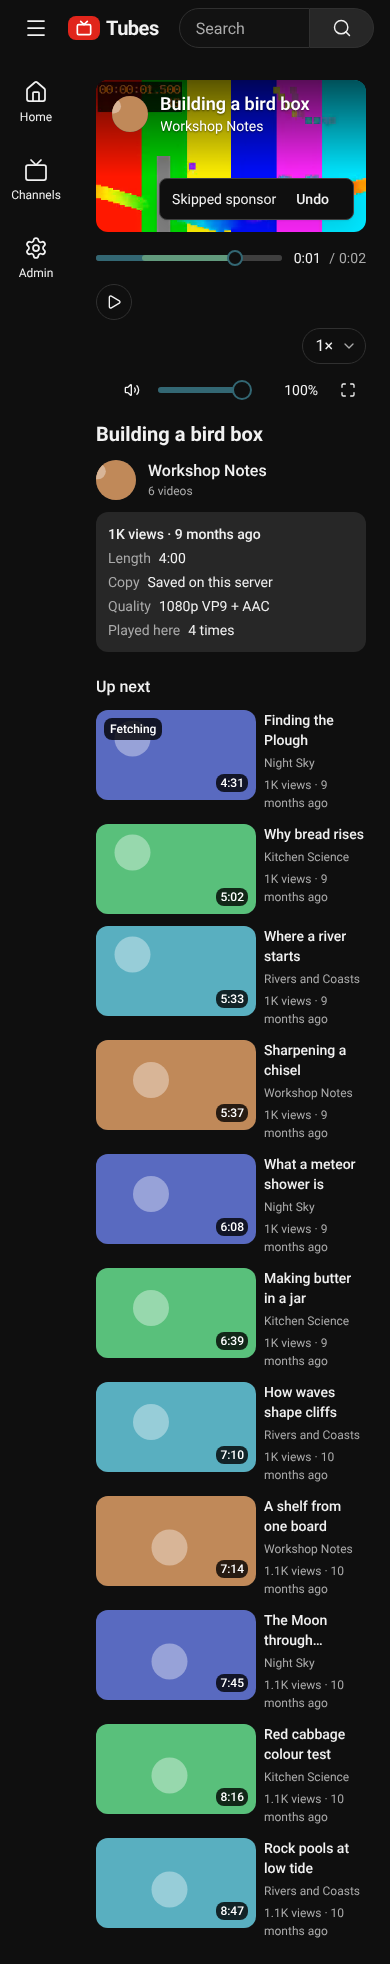 Tubes
Search
Home
Channels
Admin
00:00:01.500
Building a bird box
Workshop Notes
Skipped sponsor Undo
0:01 / 0:02
1×
100%
Building a bird box
Workshop Notes
6 videos
1K views · 9 months ago
Length 4:00
Copy Saved on this server
Quality 1080p VP9 + AAC
Played here 4 times
Up next
Fetching
4:31
Finding the
Plough
Night Sky
1K views · 9
months ago
5:02
Why bread rises
Kitchen Science
1K views · 9
months ago
5:33
Where a river
starts
Rivers and Coasts
1K views · 9
months ago
5:37
Sharpening a
chisel
Workshop Notes
1K views · 9
months ago
6:08
What a meteor
shower is
Night Sky
1K views · 9
months ago
6:39
Making butter
in a jar
Kitchen Science
1K views · 9
months ago
7:10
How waves
shape cliffs
Rivers and Coasts
1K views · 10
months ago
7:14
A shelf from
one board
Workshop Notes
1.1K views · 10
months ago
7:45
The Moon
through…
Night Sky
1.1K views · 10
months ago
8:16
Red cabbage
colour test
Kitchen Science
1.1K views · 10
months ago
8:47
Rock pools at
low tide
Rivers and Coasts
1.1K views · 10
months ago